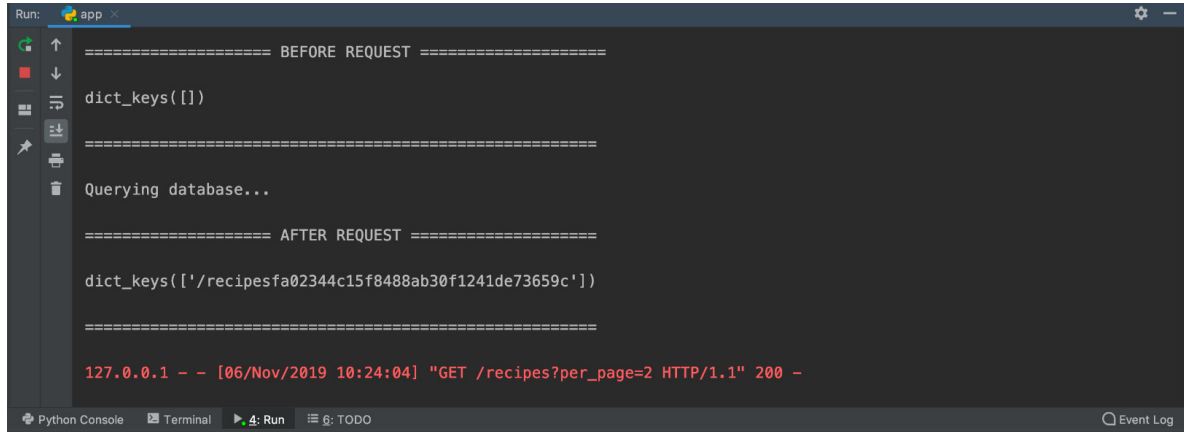 Run: app ×
==================== BEFORE REQUEST ====================
dict_keys([])
=======================================================
Querying database...
==================== AFTER REQUEST ====================
dict_keys(['/recipesfa02344c15f8488ab30f1241de73659c'])
=======================================================
127.0.0.1 - - [06/Nov/2019 10:24:04] "GET /recipes?per_page=2 HTTP/1.1" 200 -
Python Console Terminal 4: Run 6: TODO Event Log